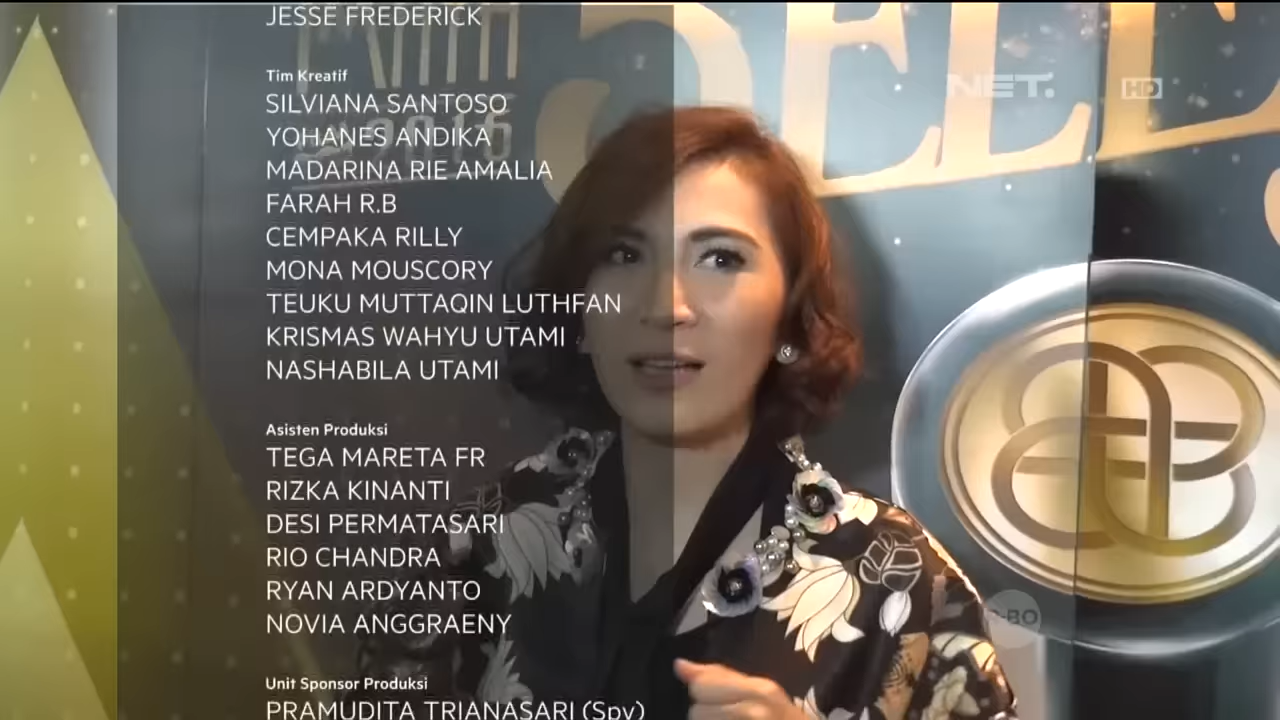 JESSE FREDERICK
Tim Kreatif
SILVIANA SANTOSO
YOHANES ANDIKA
MADARINA RIE AMALIA
FARAH R.B
CEMPAKA RILLY
MONA MOUSCORY
TEUKU MUTTAQIN LUTHFAN
KRISMAS WAHYU UTAMI
NASHABILA UTAMI
Asisten Produksi
TEGA MARETA FR
RIZKA KINANTI
DESI PERMATASARI
RIO CHANDRA
RYAN ARDYANTO
NOVIA ANGGRAENY
Unit Sponsor Produksi
PRAMUDITA TRIANASARI (Spv)
NET.
HD
2016